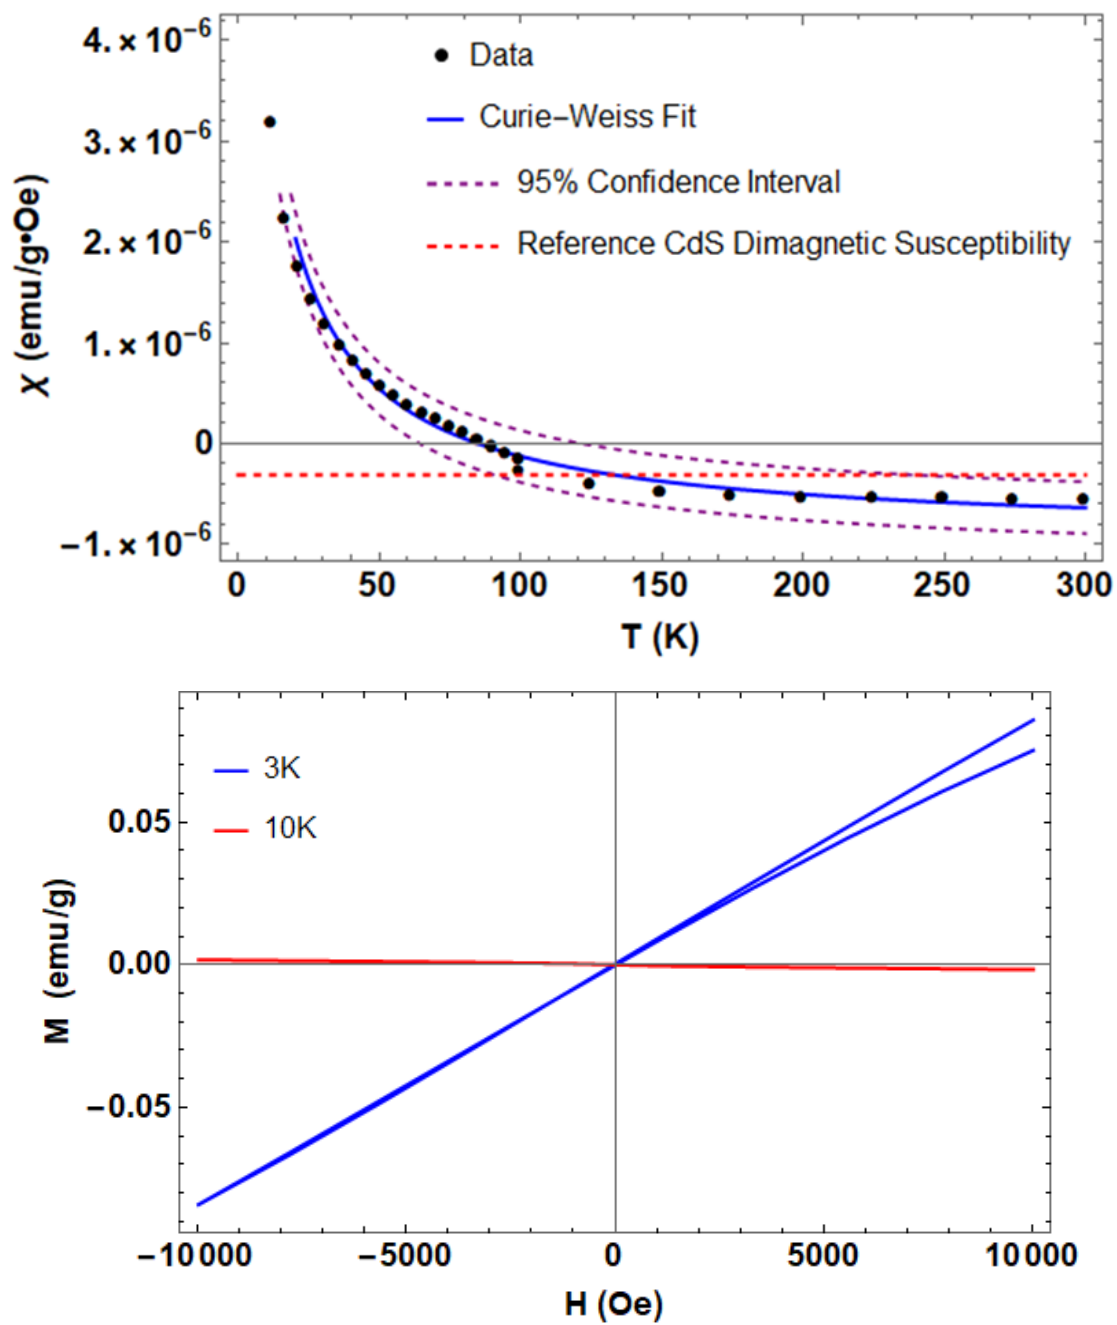 4.×10⁻⁶
3.×10⁻⁶
2.×10⁻⁶
1.×10⁻⁶
0
−1.×10⁻⁶
χ (emu/g•Oe)
Data
Curie–Weiss Fit
95% Confidence Interval
Reference CdS Dimagnetic Susceptibility
0 50 100 150 200 250 300
T (K)
3K
10K
0.05
0.00
−0.05
M (emu/g)
−10000 −5000 0 5000 10000
H (Oe)